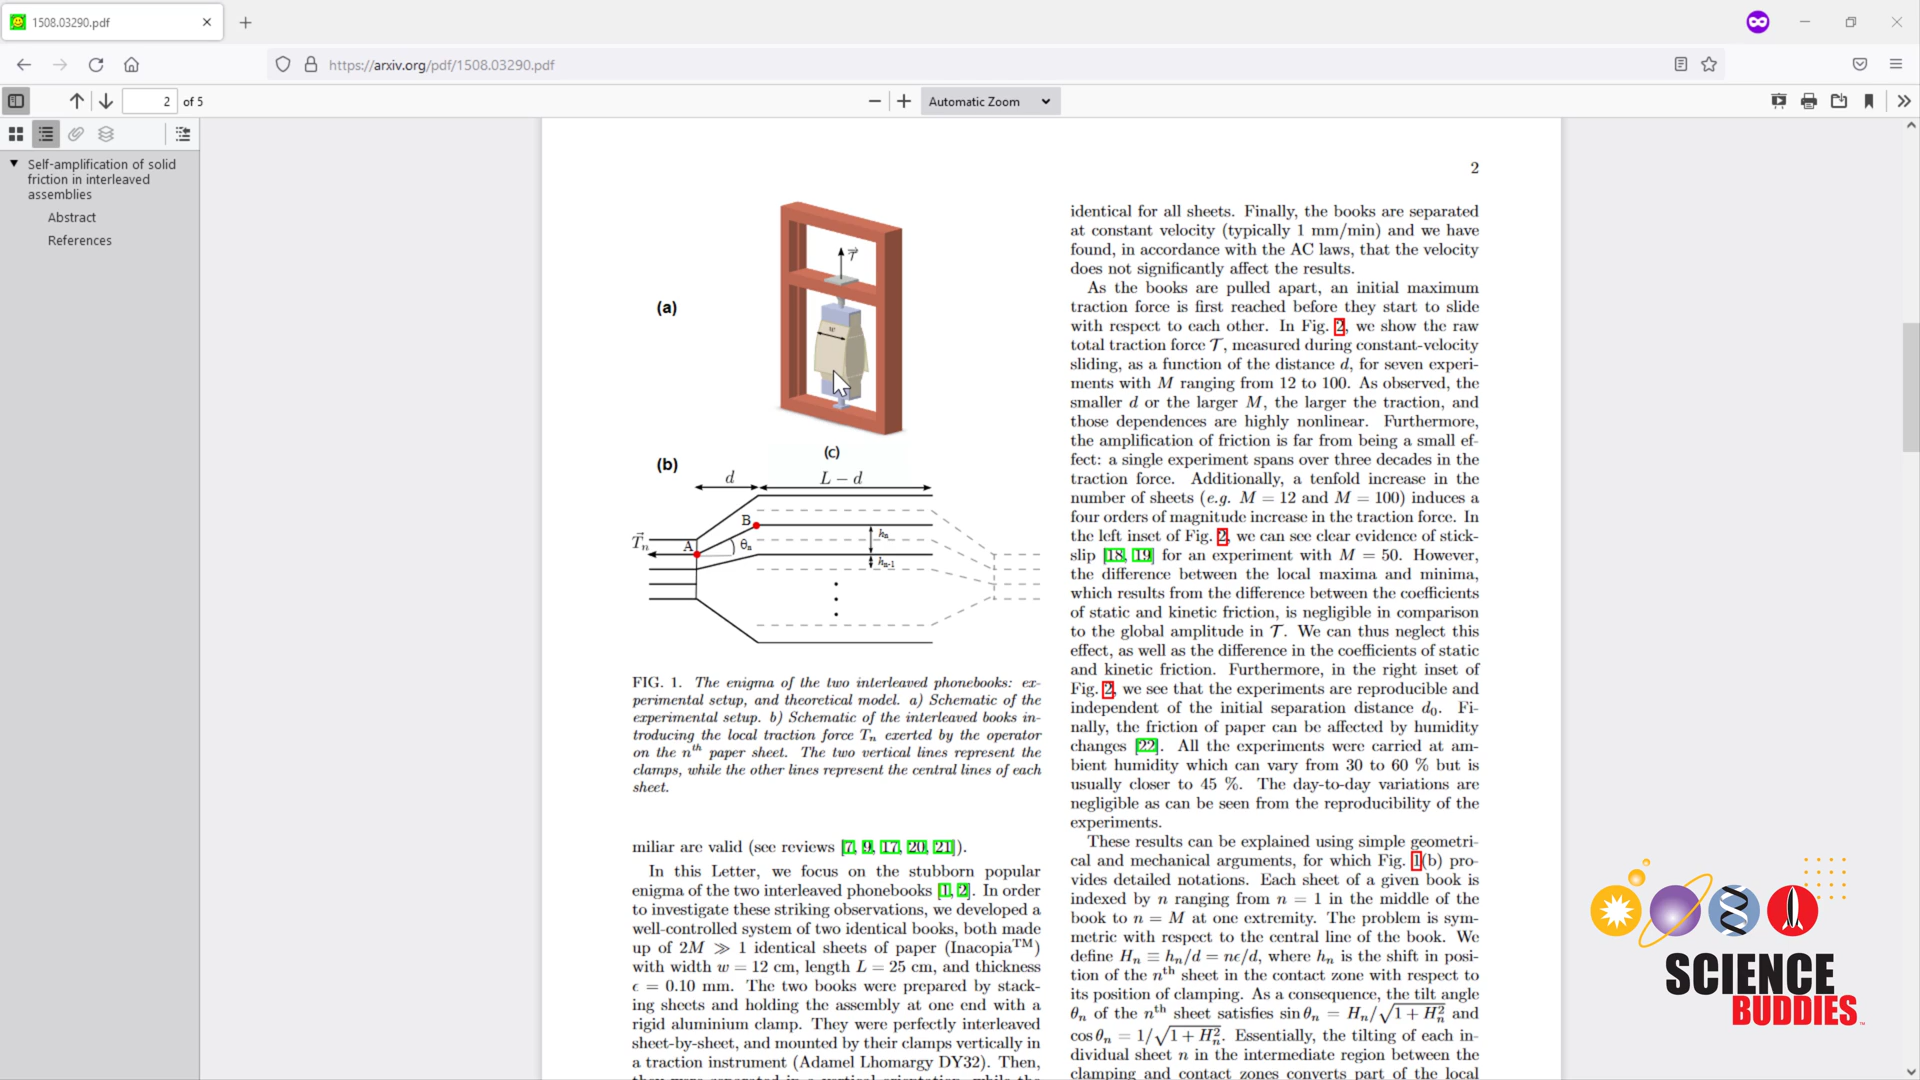 1508.03290.pdf
https://arxiv.org/pdf/1508.03290.pdf
2 of 5
Automatic Zoom
Self-amplification of solid
friction in interleaved
assemblies
Abstract
References
2
(a)
𝒯
w
(c)
(b)
d
L − d
B
hₙ
Tₙ
A
θₙ
hₙ₋₁
FIG. 1. The enigma of the two interleaved phonebooks: ex-
perimental setup, and theoretical model. a) Schematic of the
experimental setup. b) Schematic of the interleaved books in-
troducing the local traction force Tₙ exerted by the operator
on the nᵗʰ paper sheet. The two vertical lines represent the
clamps, while the other lines represent the central lines of each
sheet.
miliar are valid (see reviews [7, 9, 17, 20, 21]).
In this Letter, we focus on the stubborn popular
enigma of the two interleaved phonebooks [1, 2]. In order
to investigate these striking observations, we developed a
well-controlled system of two identical books, both made
up of 2M ≫ 1 identical sheets of paper (Inacopia™)
with width w = 12 cm, length L = 25 cm, and thickness
ϵ = 0.10 mm. The two books were prepared by stack-
ing sheets and holding the assembly at one end with a
rigid aluminium clamp. They were perfectly interleaved
sheet-by-sheet, and mounted by their clamps vertically in
a traction instrument (Adamel Lhomargy DY32). Then,
identical for all sheets. Finally, the books are separated
at constant velocity (typically 1 mm/min) and we have
found, in accordance with the AC laws, that the velocity
does not significantly affect the results.
As the books are pulled apart, an initial maximum
traction force is first reached before they start to slide
with respect to each other. In Fig. 2, we show the raw
total traction force 𝒯, measured during constant-velocity
sliding, as a function of the distance d, for seven experi-
ments with M ranging from 12 to 100. As observed, the
smaller d or the larger M, the larger the traction, and
those dependences are highly nonlinear. Furthermore,
the amplification of friction is far from being a small ef-
fect: a single experiment spans over three decades in the
traction force. Additionally, a tenfold increase in the
number of sheets (e.g. M = 12 and M = 100) induces a
four orders of magnitude increase in the traction force. In
the left inset of Fig. 2, we can see clear evidence of stick-
slip [18, 19] for an experiment with M = 50. However,
the difference between the local maxima and minima,
which results from the difference between the coefficients
of static and kinetic friction, is negligible in comparison
to the global amplitude in 𝒯. We can thus neglect this
effect, as well as the difference in the coefficients of static
and kinetic friction. Furthermore, in the right inset of
Fig. 2, we see that the experiments are reproducible and
independent of the initial separation distance d₀. Fi-
nally, the friction of paper can be affected by humidity
changes [22]. All the experiments were carried at am-
bient humidity which can vary from 30 to 60 % but is
usually closer to 45 %. The day-to-day variations are
negligible as can be seen from the reproducibility of the
experiments.
These results can be explained using simple geometri-
cal and mechanical arguments, for which Fig. 1(b) pro-
vides detailed notations. Each sheet of a given book is
indexed by n ranging from n = 1 in the middle of the
book to n = M at one extremity. The problem is sym-
metric with respect to the central line of the book. We
define Hₙ ≡ hₙ/d = nϵ/d, where hₙ is the shift in posi-
tion of the nᵗʰ sheet in the contact zone with respect to
its position of clamping. As a consequence, the tilt angle
θₙ of the nᵗʰ sheet satisfies sin θₙ = Hₙ/√(1 + Hₙ²) and
cos θₙ = 1/√(1 + Hₙ²). Essentially, the tilting of each in-
dividual sheet n in the intermediate region between the
clamping and contact zones converts part of the local
SCIENCE
BUDDIES